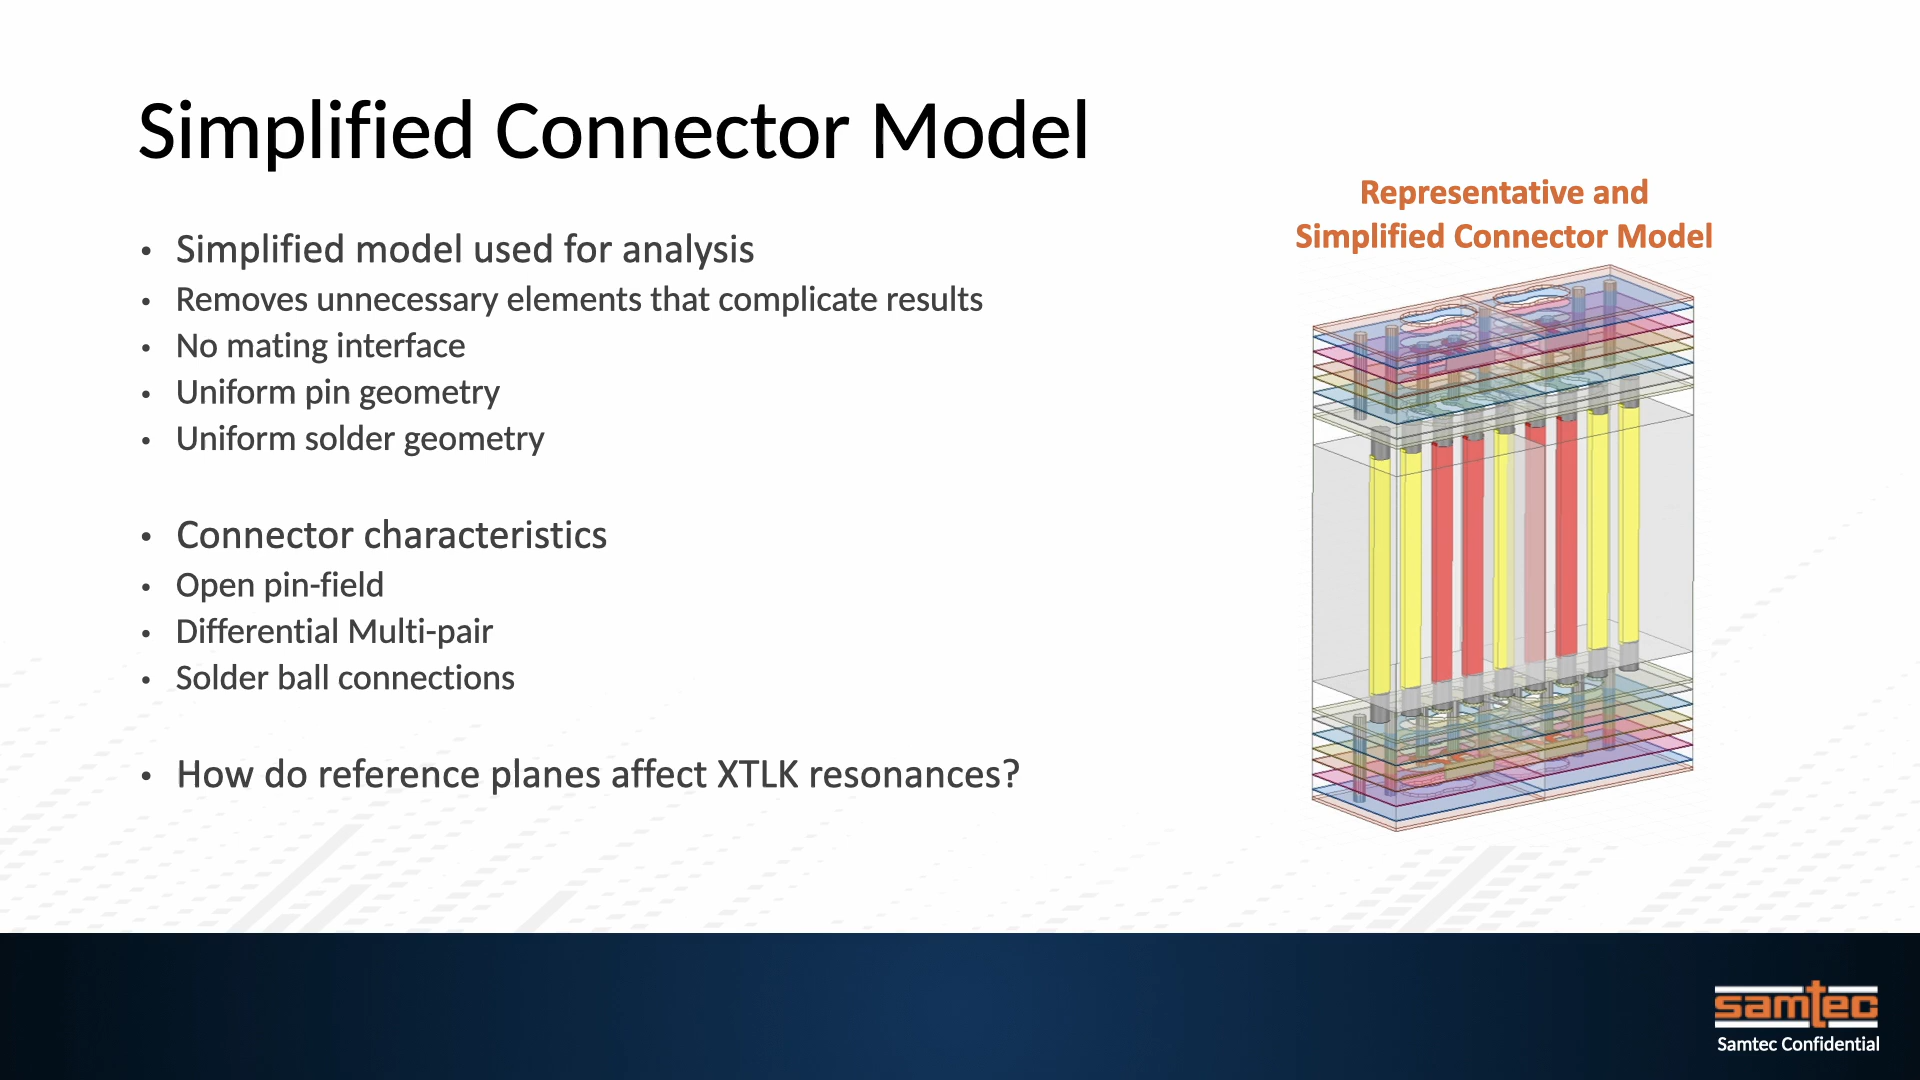 Simplified Connector Model
• Simplified model used for analysis
• Removes unnecessary elements that complicate results
• No mating interface
• Uniform pin geometry
• Uniform solder geometry
• Connector characteristics
• Open pin-field
• Differential Multi-pair
• Solder ball connections
• How do reference planes affect XTLK resonances?
Representative and
Simplified Connector Model
samtec
Samtec Confidential